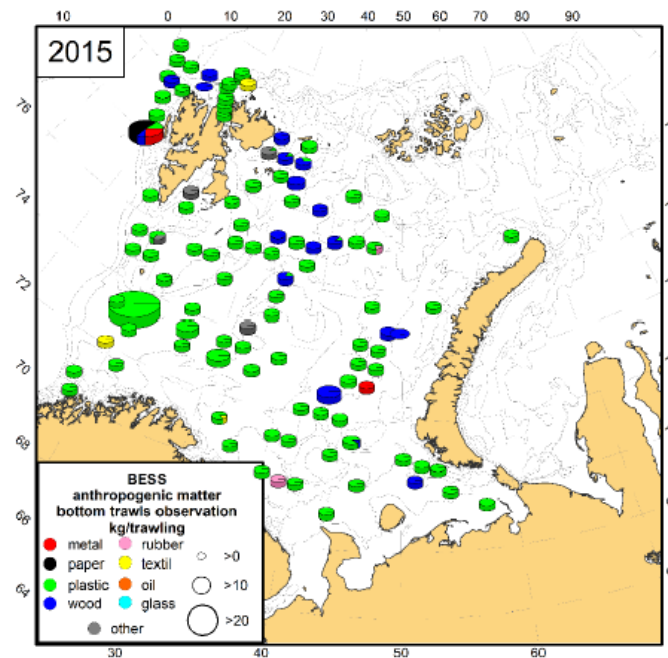 10 0 10 20 30 40 50 60 70 80 90
2015
76
74
72
70
68
66
64
BESS
anthropogenic matter
bottom trawls observation
kg/trawling
metal rubber
paper textil
plastic oil
wood glass
other
>0
>10
>20
30 40 50 60